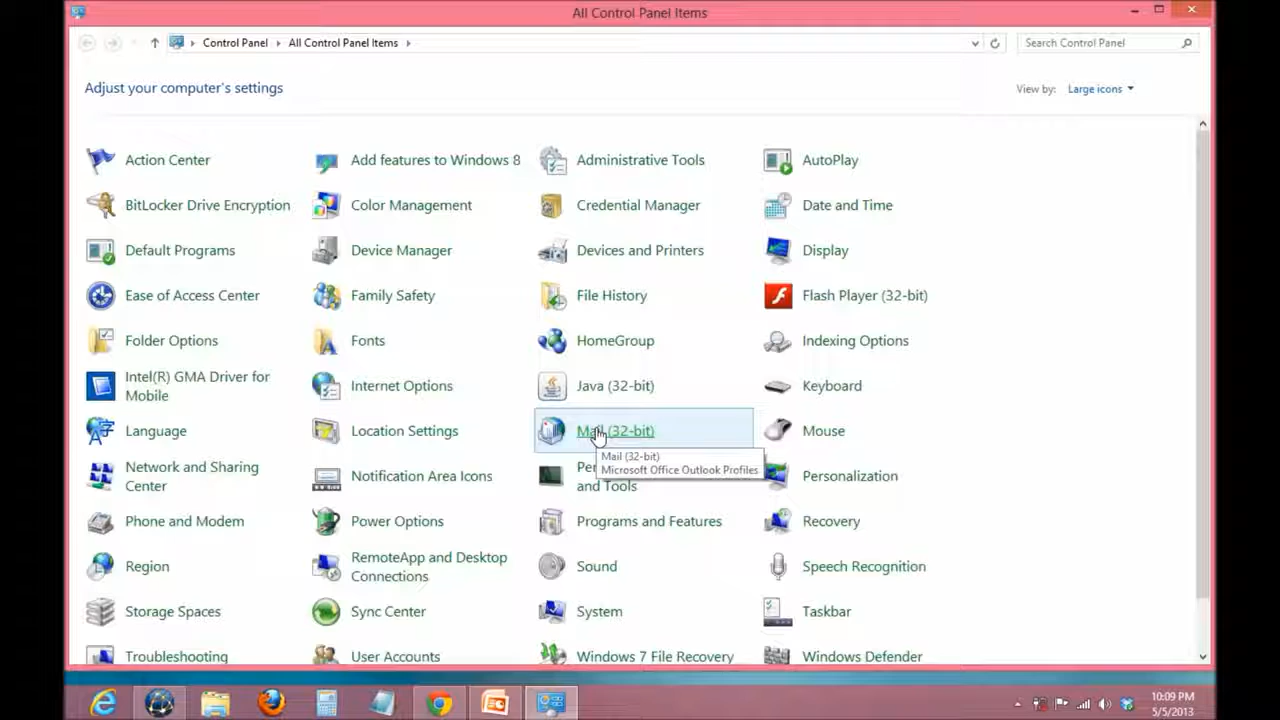 All Control Panel Items
Control Panel
All Control Panel Items
Search Control Panel
Adjust your computer's settings
View by: Large icons
Action Center
Add features to Windows 8
Administrative Tools
AutoPlay
BitLocker Drive Encryption
Color Management
Credential Manager
Date and Time
Default Programs
Device Manager
Devices and Printers
Display
Ease of Access Center
Family Safety
File History
Flash Player (32-bit)
Folder Options
Fonts
HomeGroup
Indexing Options
Intel(R) GMA Driver for
Mobile
Internet Options
Java (32-bit)
Keyboard
Language
Location Settings
Mail (32-bit)
Mouse
Mail (32-bit)
Microsoft Office Outlook Profiles
Network and Sharing
Center
Notification Area Icons
and Tools
Personalization
Phone and Modem
Power Options
Programs and Features
Recovery
Region
RemoteApp and Desktop
Connections
Sound
Speech Recognition
Storage Spaces
Sync Center
System
Taskbar
Troubleshooting
User Accounts
Windows 7 File Recovery
Windows Defender
10:09 PM
5/5/2013